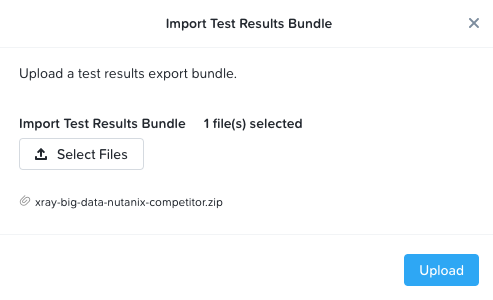 Import Test Results Bundle
Upload a test results export bundle.
Import Test Results Bundle 1 file(s) selected
Select Files
xray-big-data-nutanix-competitor.zip
Upload